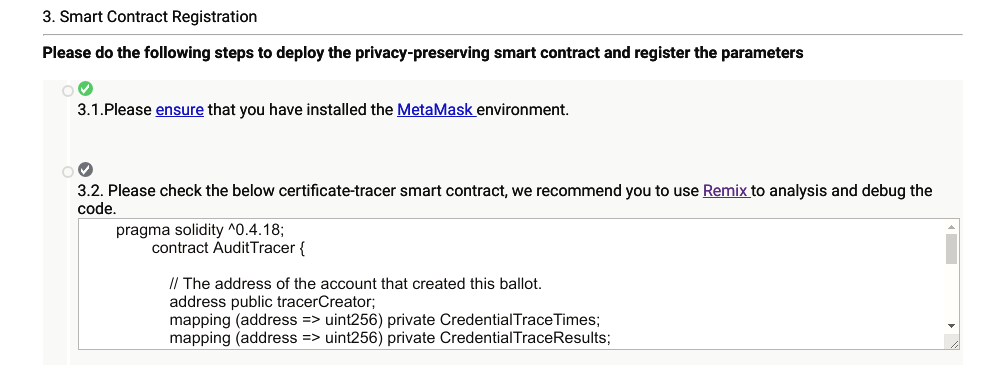 3. Smart Contract Registration
Please do the following steps to deploy the privacy-preserving smart contract and register the parameters
3.1.Please ensure that you have installed the MetaMask environment.
3.2. Please check the below certificate-tracer smart contract, we recommend you to use Remix to analysis and debug the
code.
pragma solidity ^0.4.18;
contract AuditTracer {
// The address of the account that created this ballot.
address public tracerCreator;
mapping (address => uint256) private CredentialTraceTimes;
mapping (address => uint256) private CredentialTraceResults;